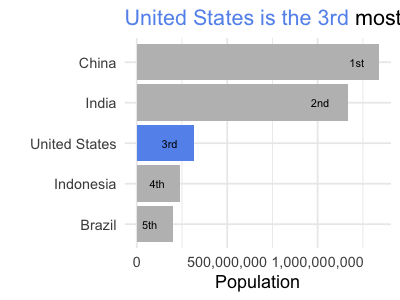 United States is the 3rd most
China 1st
India 2nd
United States 3rd
Indonesia 4th
Brazil 5th
0 500,000,000 1,000,000,000
Population